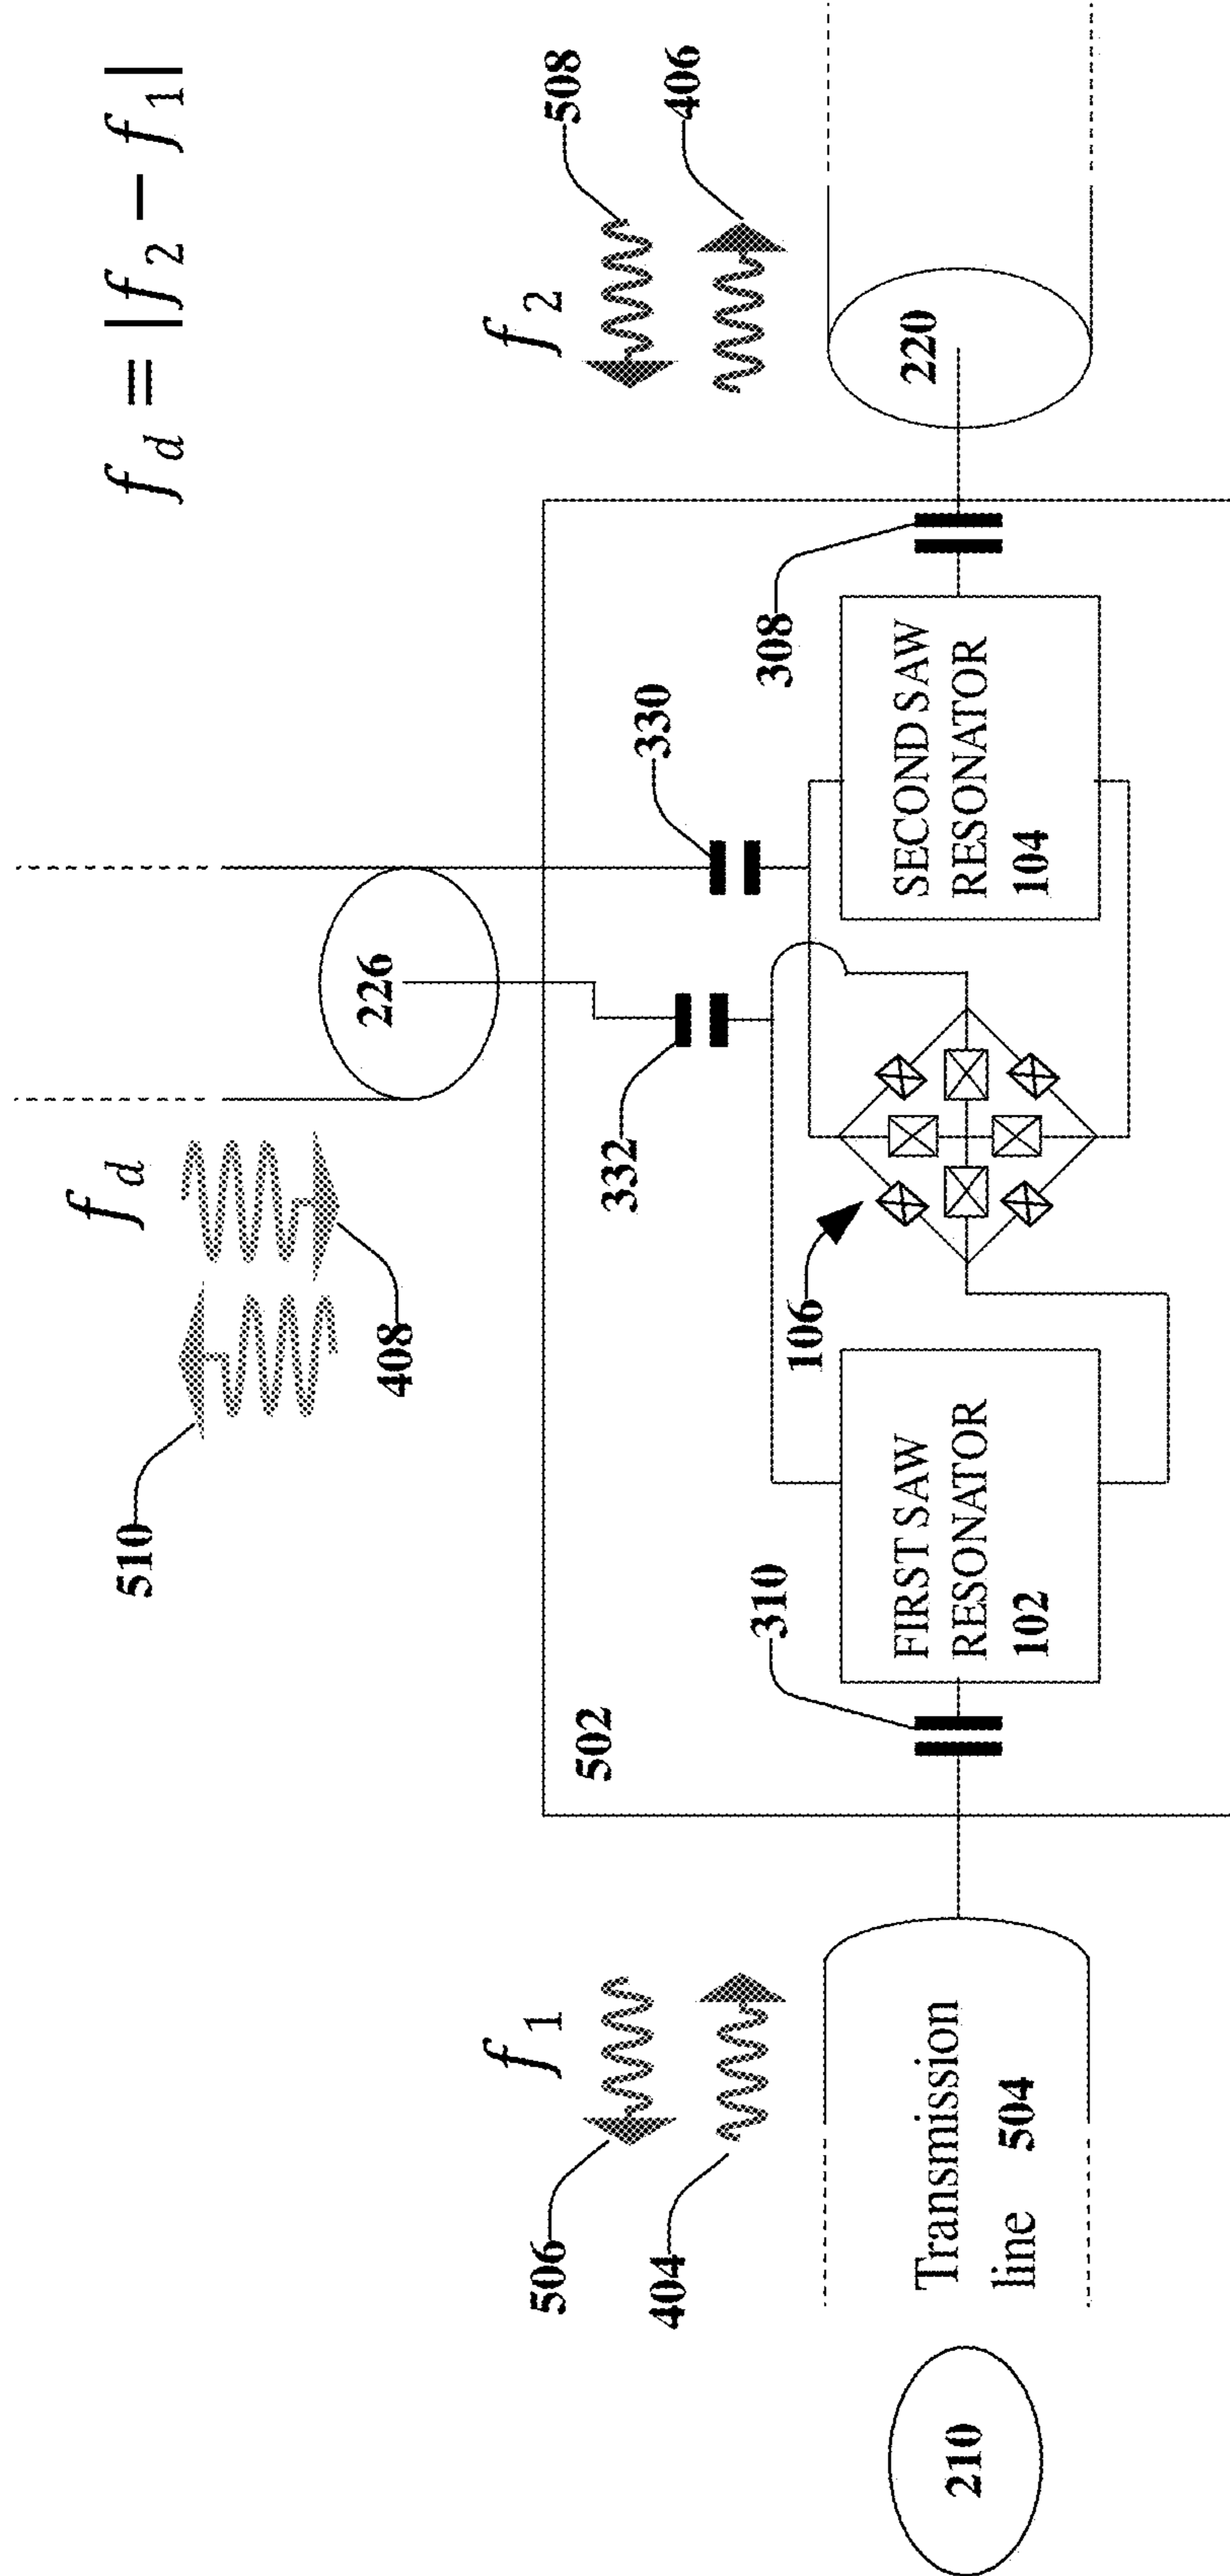 f_d = |f_2 − f_1|
f_d
510
408
226
f_1
506
404
f_2
508
406
502
332
330
310
308
106
FIRST SAW
RESONATOR
102
SECOND SAW
RESONATOR
104
210
Transmission
line 504
220